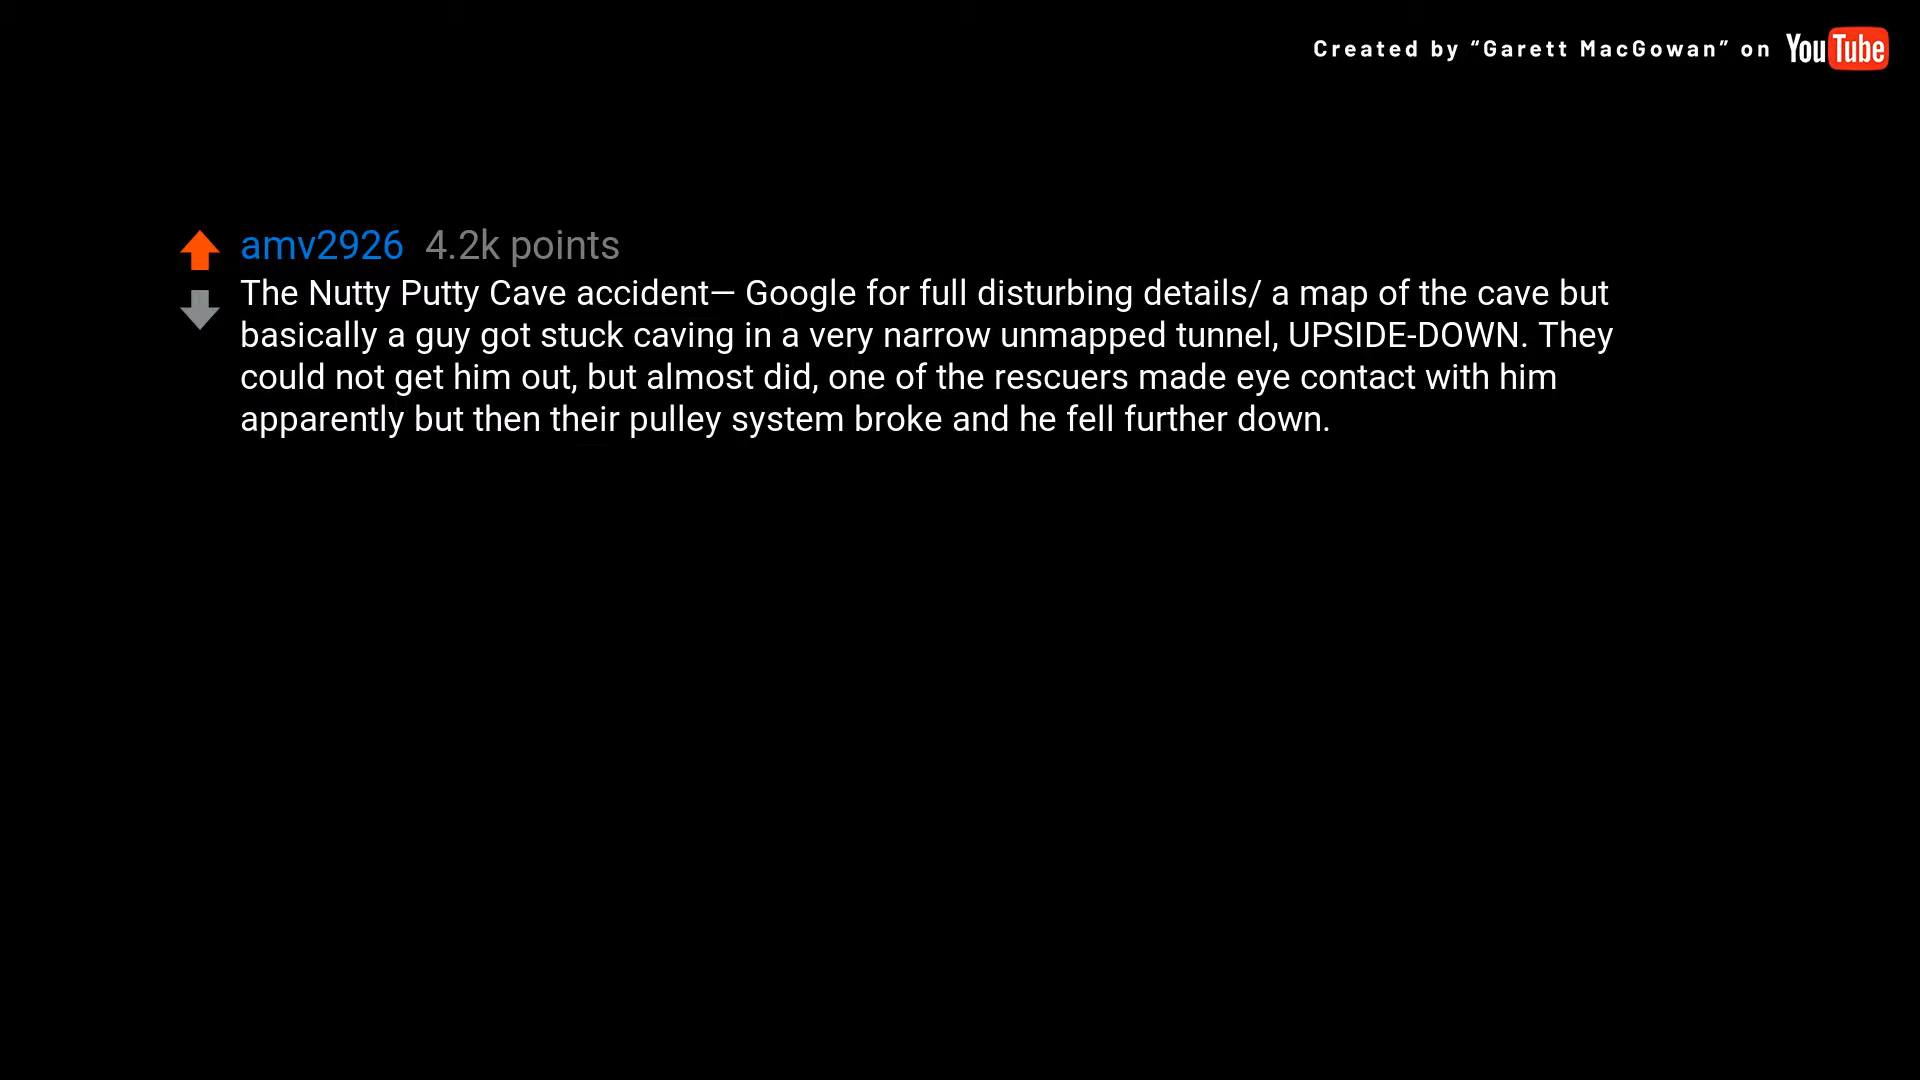 Created by “Garett MacGowan” on YouTube
amv2926 4.2k points
The Nutty Putty Cave accident— Google for full disturbing details/ a map of the cave but
basically a guy got stuck caving in a very narrow unmapped tunnel, UPSIDE-DOWN. They
could not get him out, but almost did, one of the rescuers made eye contact with him
apparently but then their pulley system broke and he fell further down.